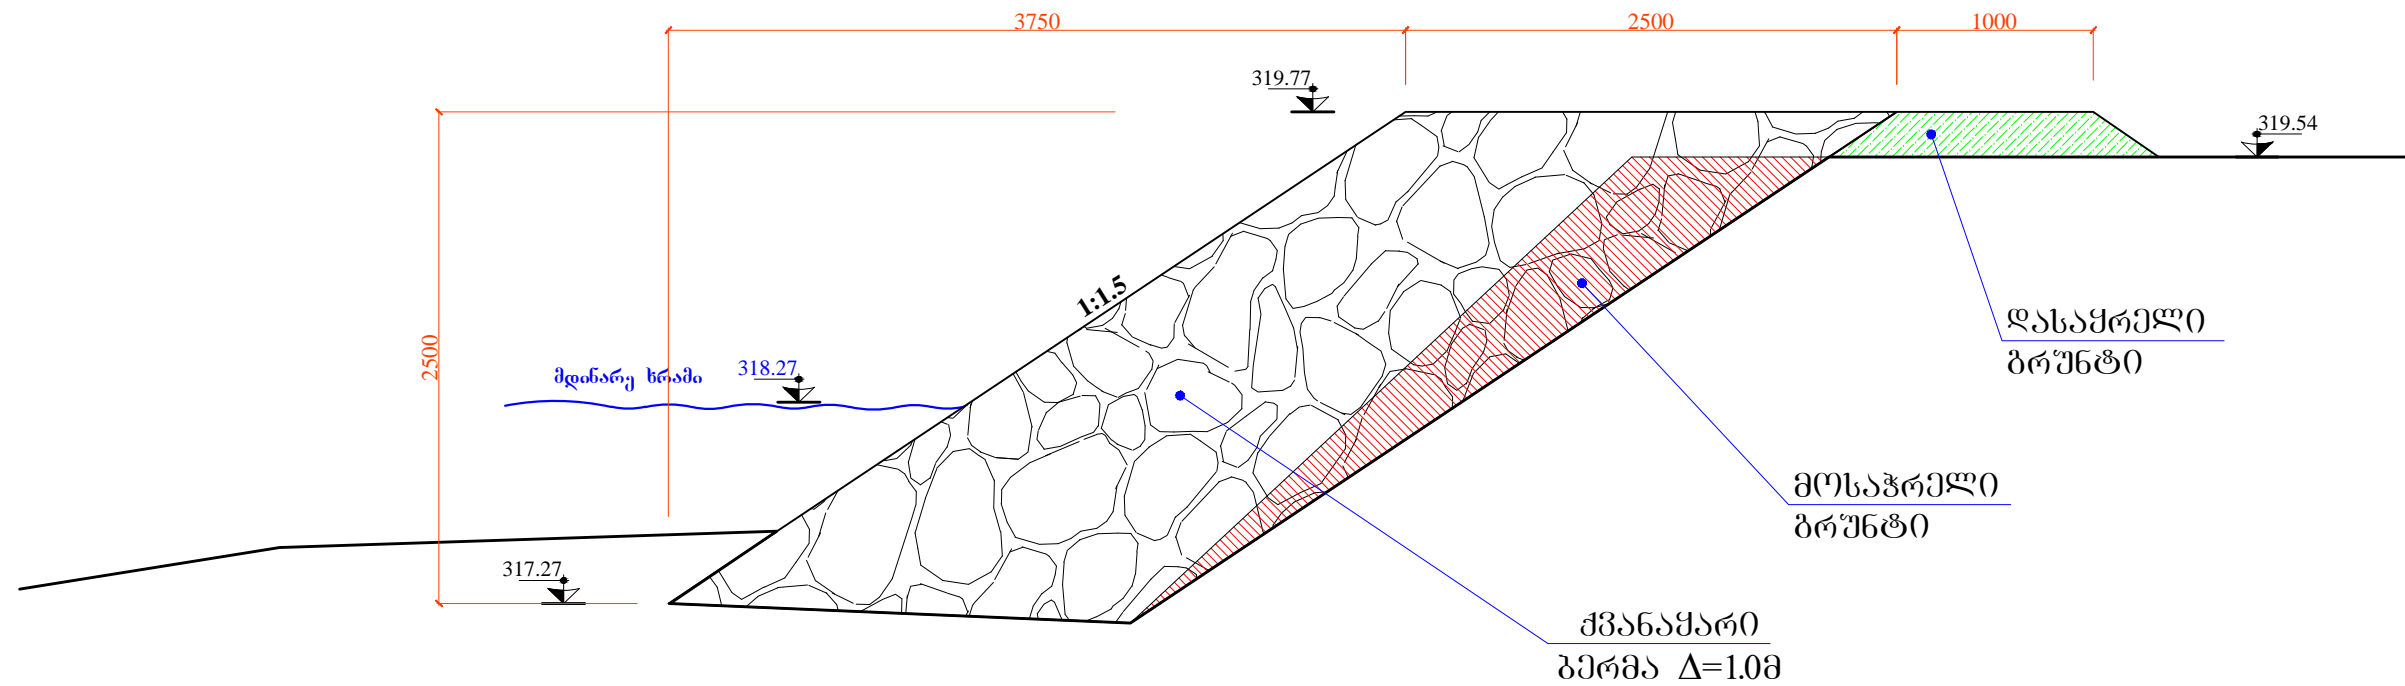 3750
2500
1000
319.77
319.54
1:1.5
2500
დასაყრელი
გრუნტი
მდინარე ხრამი
318.27
მოსაჭრელი
გრუნტი
317.27
ქვანაყარი
ბერმა Δ=1.0მ